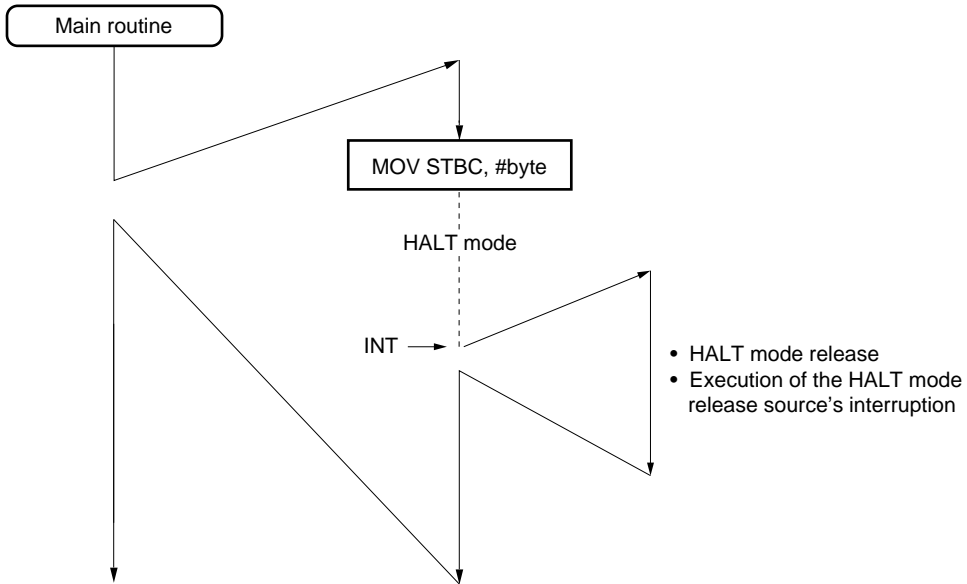 Main routine
MOV STBC, #byte
HALT mode
INT
• HALT mode release
• Execution of the HALT mode
release source's interruption